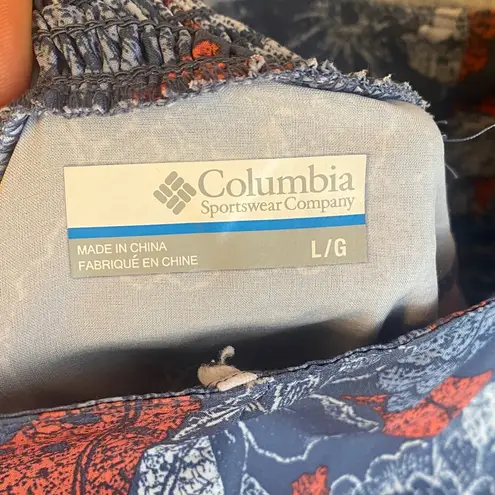 Columbia
Sportswear Company
MADE IN CHINA
FABRIQUÉ EN CHINE
L/G